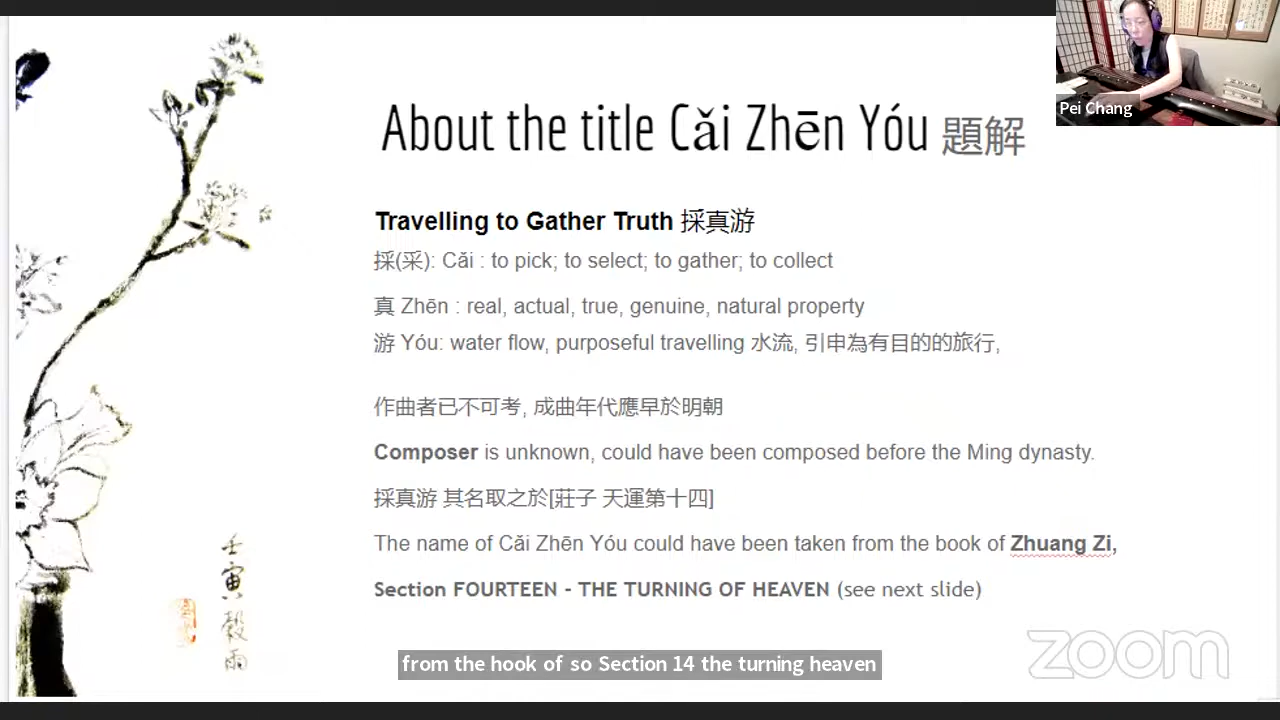 Pei Chang
About the title Cǎi Zhēn Yóu 題解
Travelling to Gather Truth 採真游
採(采): Cǎi : to pick; to select; to gather; to collect
真 Zhēn : real, actual, true, genuine, natural property
游 Yóu: water flow, purposeful travelling 水流, 引申為有目的的旅行,
作曲者已不可考, 成曲年代應早於明朝
Composer is unknown, could have been composed before the Ming dynasty.
採真游 其名取之於[莊子 天運第十四]
The name of Cǎi Zhēn Yóu could have been taken from the book of Zhuang Zi,
Section FOURTEEN - THE TURNING OF HEAVEN (see next slide)
壬寅穀雨
from the hook of so Section 14 the turning heaven
zoom